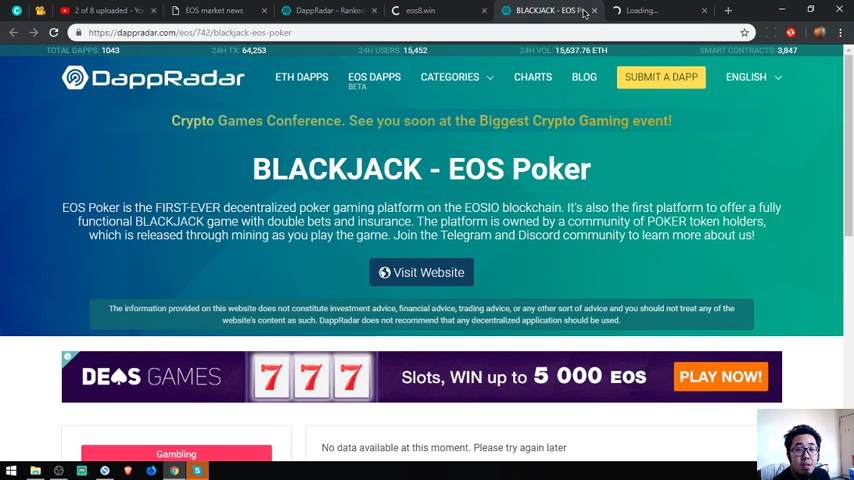 2 of 8 uploaded - You
EOS market news
DappRadar - Ranked
eos8.win
BLACKJACK - EOS P
Loading...
https://dappradar.com/eos/742/blackjack-eos-poker
TOTAL DAPPS: 1043
24H TX: 64,253
24H USERS: 15,452
24H VOL: 15,637.76 ETH
SMART CONTRACTS: 3,847
DappRadar
ETH DAPPS
EOS DAPPS
BETA
CATEGORIES
CHARTS
BLOG
SUBMIT A DAPP
ENGLISH
Crypto Games Conference. See you soon at the Biggest Crypto Gaming event!
BLACKJACK - EOS Poker
EOS Poker is the FIRST-EVER decentralized poker gaming platform on the EOSIO blockchain. It's also the first platform to offer a fully
functional BLACKJACK game with double bets and insurance. The platform is owned by a community of POKER token holders,
which is released through mining as you play the game. Join the Telegram and Discord community to learn more about us!
Visit Website
The information provided on this website does not constitute investment advice, financial advice, trading advice, or any other sort of advice and you should not treat any of the
website's content as such. DappRadar does not recommend that any decentralized application should be used.
DEOS GAMES
777
Slots, WIN up to 5 000 EOS
PLAY NOW!
Gambling
No data available at this moment. Please try again later